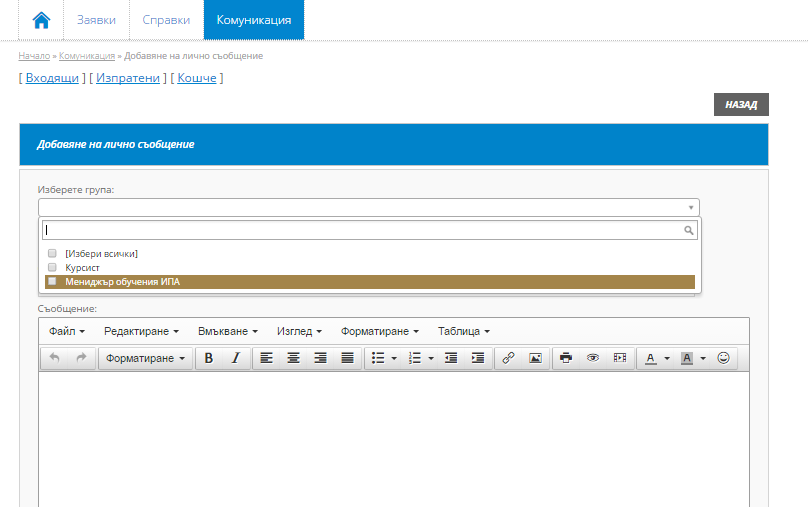 Заявки Справки Комуникация
Начало » Комуникация » Добавяне на лично съобщение
[ Входящи ] [ Изпратени ] [ Кошче ]
НАЗАД
Добавяне на лично съобщение
Изберете група:
[Избери всички]
Курсист
Мениджър обучения ИПА
Съобщение:
Файл Редактиране Вмъкване Изглед Форматиране Таблица
Форматиране B I A A